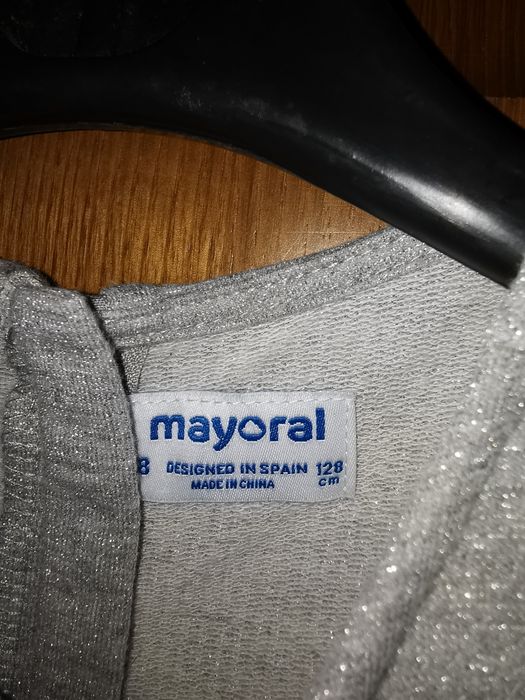 mayoral
8 DESIGNED IN SPAIN 128
MADE IN CHINA cm